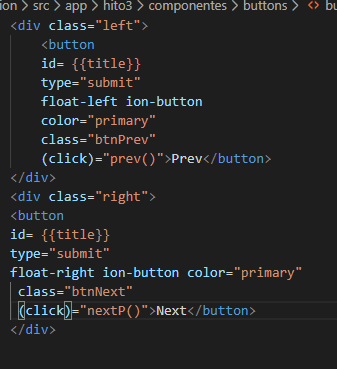 ion > src > app > hito3 > componentes > buttons > <> bu
<div class="left">
<button
id= {{title}}
type="submit"
float-left ion-button
color="primary"
class="btnPrev"
(click)="prev()">Prev</button>
</div>
<div class="right">
<button
id= {{title}}
type="submit"
float-right ion-button color="primary"
class="btnNext"
(click)="nextP()">Next</button>
</div>